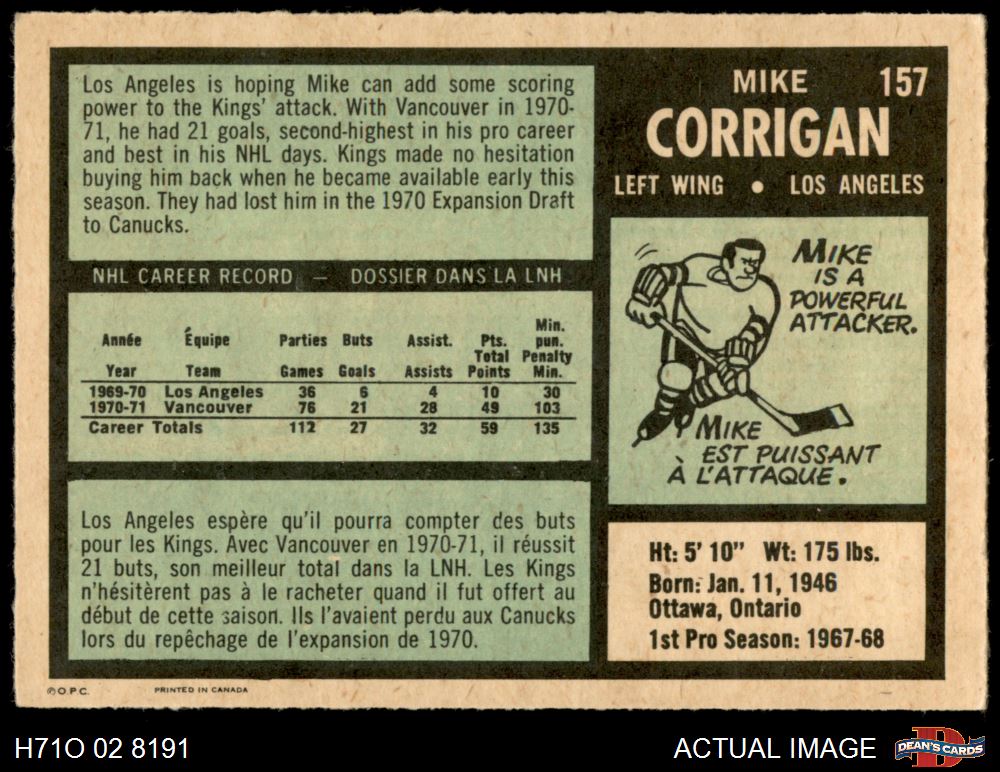 Los Angeles is hoping Mike can add some scoring
power to the Kings' attack. With Vancouver in 1970-
71, he had 21 goals, second-highest in his pro career
and best in his NHL days. Kings made no hesitation
buying him back when he became available early this
season. They had lost him in the 1970 Expansion Draft
to Canucks.
NHL CAREER RECORD — DOSSIER DANS LA LNH
Année Équipe Parties Buts Assist. Pts. Total Min. pun. Penalty
Year Team Games Goals Assists Points Min.
1969-70 Los Angeles 36 6 4 10 30
1970-71 Vancouver 76 21 28 49 103
Career Totals 112 27 32 59 135
Los Angeles espère qu'il pourra compter des buts
pour les Kings. Avec Vancouver en 1970-71, il réussit
21 buts, son meilleur total dans la LNH. Les Kings
n'hésitèrent pas à le racheter quand il fut offert au
début de cette saison. Ils l'avaient perdu aux Canucks
lors du repêchage de l'expansion de 1970.
MIKE 157
CORRIGAN
LEFT WING • LOS ANGELES
MIKE
IS A
POWERFUL
ATTACKER.
MIKE
EST PUISSANT
À L'ATTAQUE.
Ht: 5' 10" Wt: 175 lbs.
Born: Jan. 11, 1946
Ottawa, Ontario
1st Pro Season: 1967-68
© O.P.C. PRINTED IN CANADA
H71O 02 8191 ACTUAL IMAGE DEAN'S CARDS